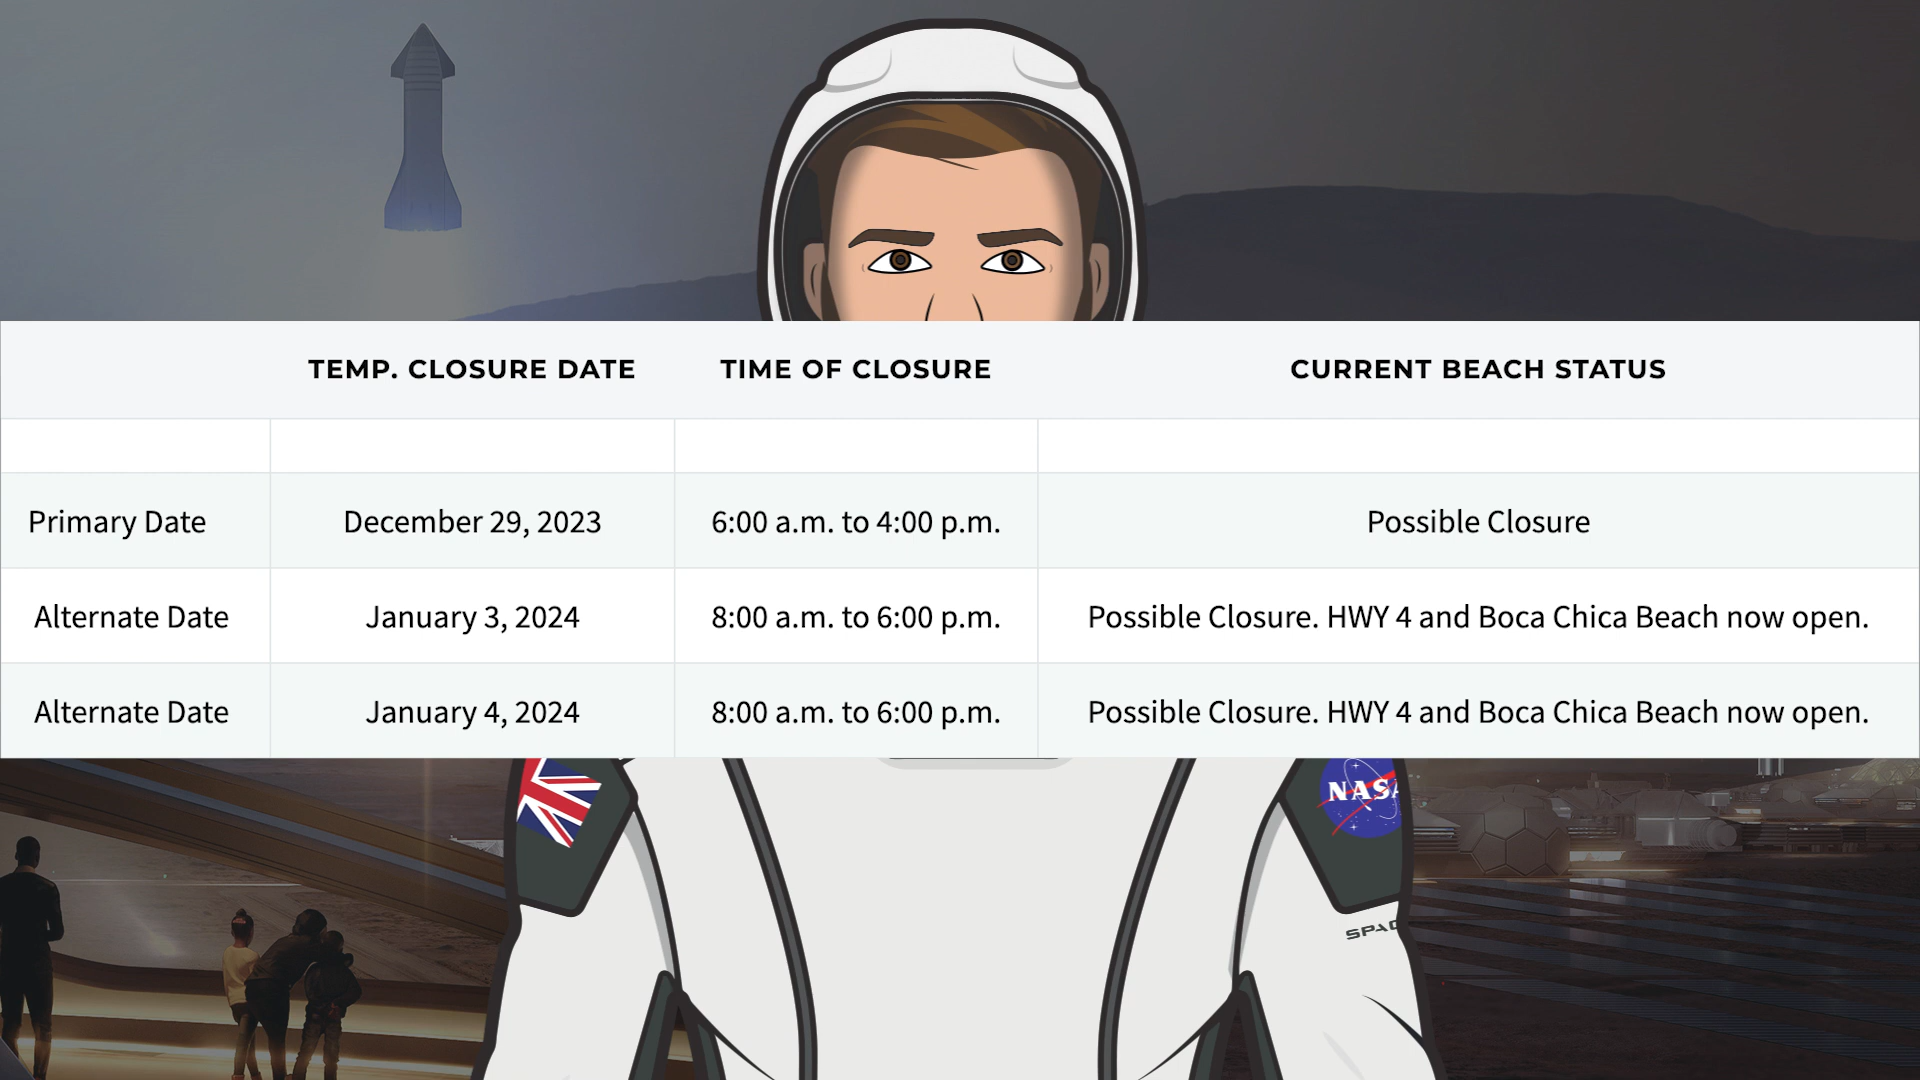 TEMP. CLOSURE DATE TIME OF CLOSURE CURRENT BEACH STATUS
Primary Date December 29, 2023 6:00 a.m. to 4:00 p.m. Possible Closure
Alternate Date January 3, 2024 8:00 a.m. to 6:00 p.m. Possible Closure. HWY 4 and Boca Chica Beach now open.
Alternate Date January 4, 2024 8:00 a.m. to 6:00 p.m. Possible Closure. HWY 4 and Boca Chica Beach now open.
NASA
SPAC